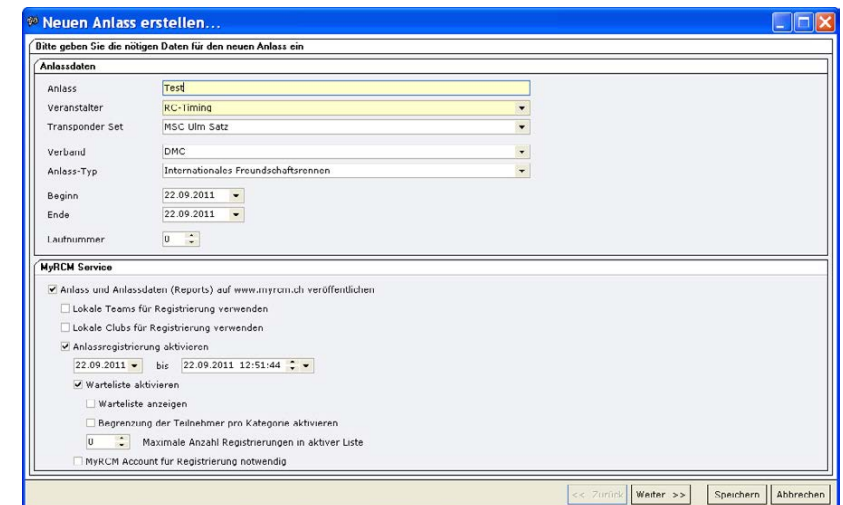 Neuen Anlass erstellen...
Bitte geben Sie die nötigen Daten für den neuen Anlass ein
Anlassdaten
Anlass Test
Veranstalter RC-Timing
Transponder Set MSC Ulm Satz
Verband DMC
Anlass-Typ Internationales Freundschaftsrennen
Beginn 22.09.2011
Ende 22.09.2011
Laufnummer 0
MyRCM Service
Anlass und Anlassdaten (Reports) auf www.myrcm.ch veröffentlichen
Lokale Teams für Registrierung verwenden
Lokale Clubs für Registrierung verwenden
Anlassregistrierung aktivieren
22.09.2011 bis 22.09.2011 12:51:44
Warteliste aktivieren
Warteliste anzeigen
Begrenzung der Teilnehmer pro Kategorie aktivieren
0 Maximale Anzahl Registrierungen in aktiver Liste
MyRCM Account für Registrierung notwendig
<< Zurück Weiter >> Speichern Abbrechen